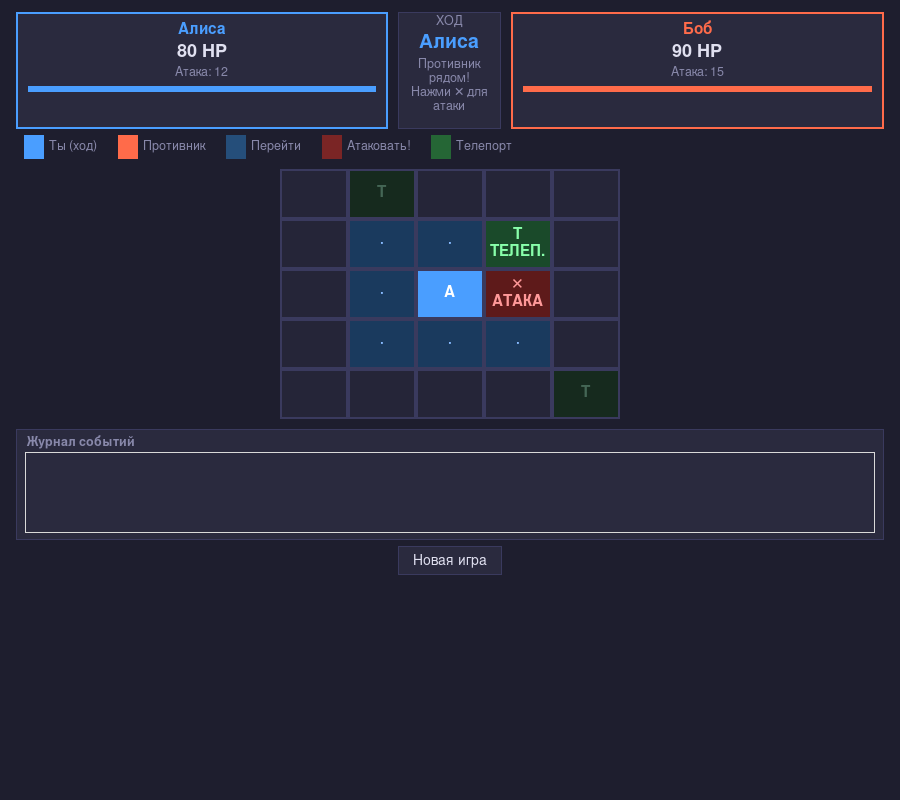 Алиса
80 HP
Атака: 12
ХОД
Алиса
Противник
рядом!
Нажми ✕ для
атаки
Боб
90 HP
Атака: 15
Ты (ход) Противник Перейти Атаковать! Телепорт
T
· · T
ТЕЛЕП.
· A ✕
АТАКА
· · ·
T
Журнал событий
Новая игра